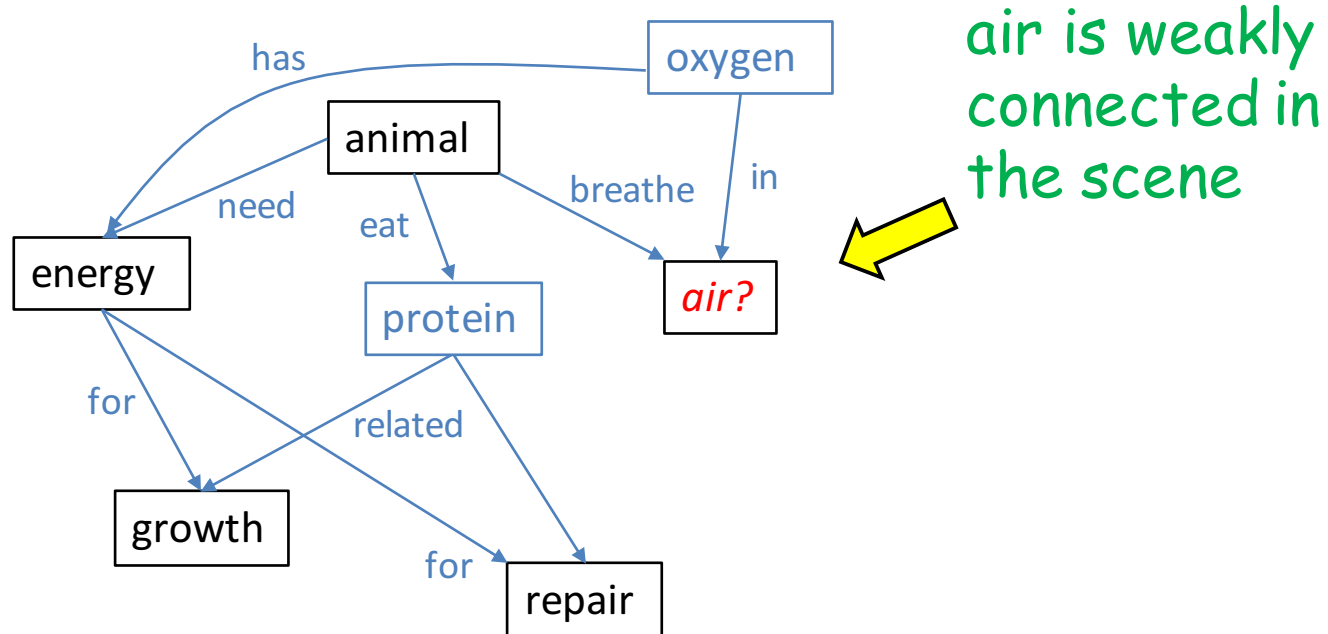 air is weakly
connected in
the scene
has
oxygen
animal
need
eat
breathe
in
energy
protein
air?
for
related
growth
for
repair